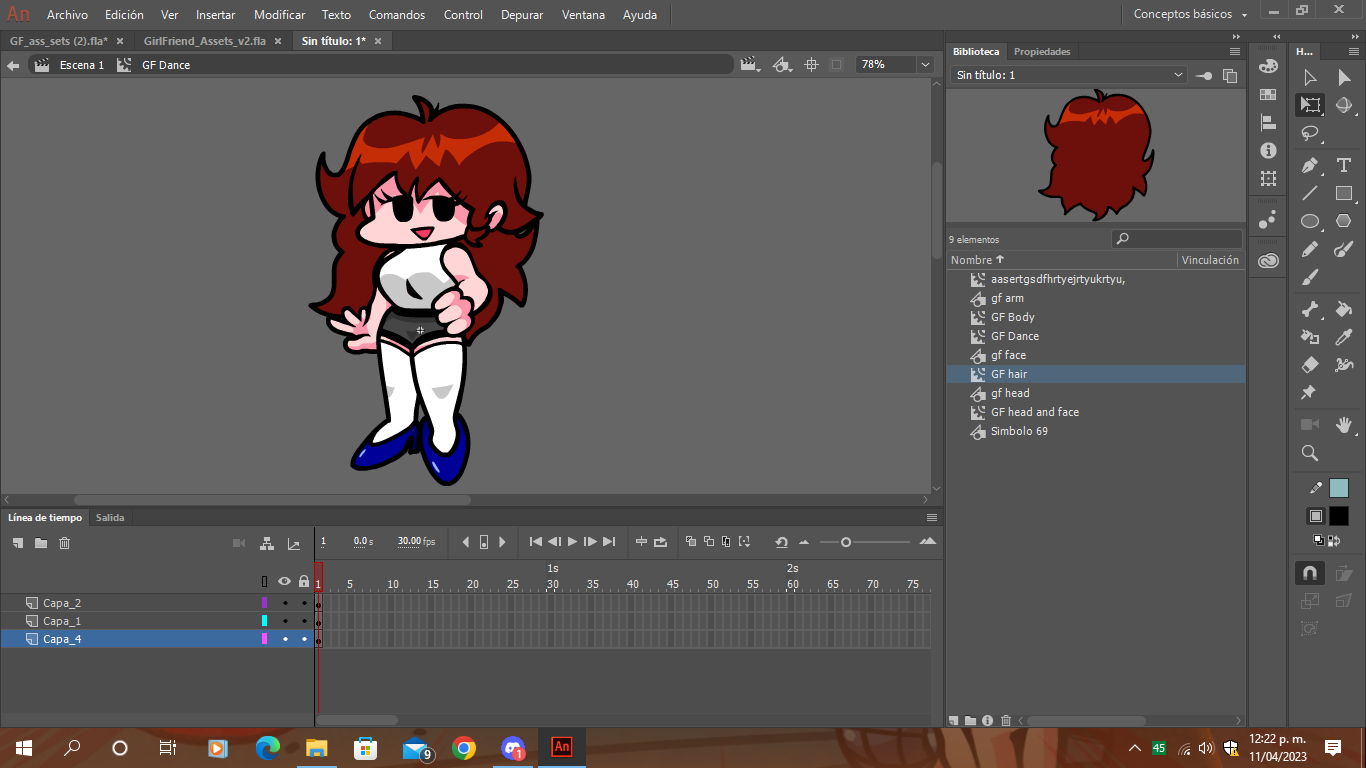 An Archivo Edición Ver Insertar Modificar Texto Comandos Control Depurar Ventana Ayuda Conceptos básicos
GF_ass_sets (2).fla* GirlFriend_Assets_v2.fla Sin título: 1*
Escena 1 GF Dance 78%
Biblioteca Propiedades H...
Sin título: 1
9 elementos
Nombre Vinculación
aasertgsdfhrtyejrtyukrtyu,
gf arm
GF Body
GF Dance
gf face
GF hair
gf head
GF head and face
Simbolo 69
Línea de tiempo Salida
1 0.0 s 30.00 fps
1s 2s
1 5 10 15 20 25 30 35 40 45 50 55 60 65 70 75
Capa_2
Capa_1
Capa_4
9 1 An 45 12:22 p. m.
11/04/2023